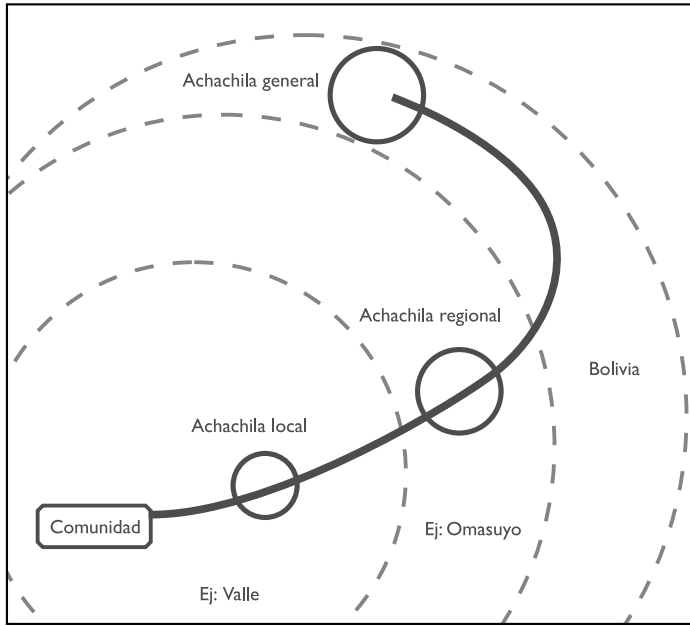 Achachila general
Achachila regional
Bolivia
Achachila local
Comunidad
Ej: Omasuyo
Ej: Valle